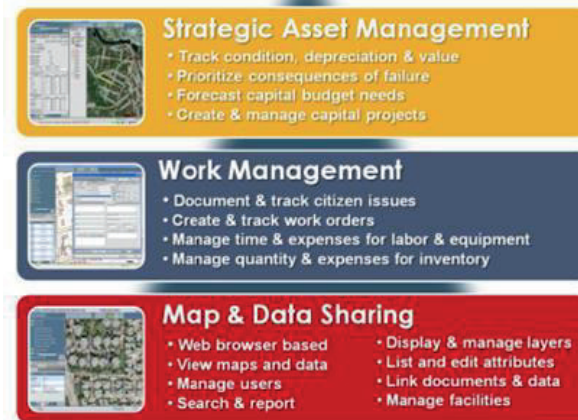 Strategic Asset Management
• Track condition, depreciation & value
• Prioritize consequences of failure
• Forecast capital budget needs
• Create & manage capital projects
Work Management
• Document & track citizen issues
• Create & track work orders
• Manage time & expenses for labor & equipment
• Manage quantity & expenses for inventory
Map & Data Sharing
• Web browser based
• View maps and data
• Manage users
• Search & report
• Display & manage layers
• List and edit attributes
• Link documents & data
• Manage facilities